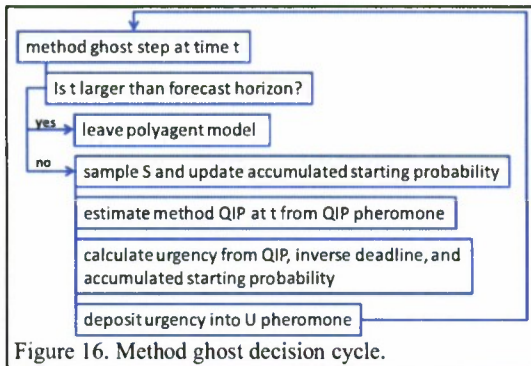 method ghost step at time t
Is t larger than forecast horizon?
yes
leave polyagent model
no
sample S and update accumulated starting probability
estimate method QIP at t from QIP pheromone
calculate urgency from QIP, inverse deadline, and
accumulated starting probability
deposit urgency into U pheromone
Figure 16. Method ghost decision cycle.